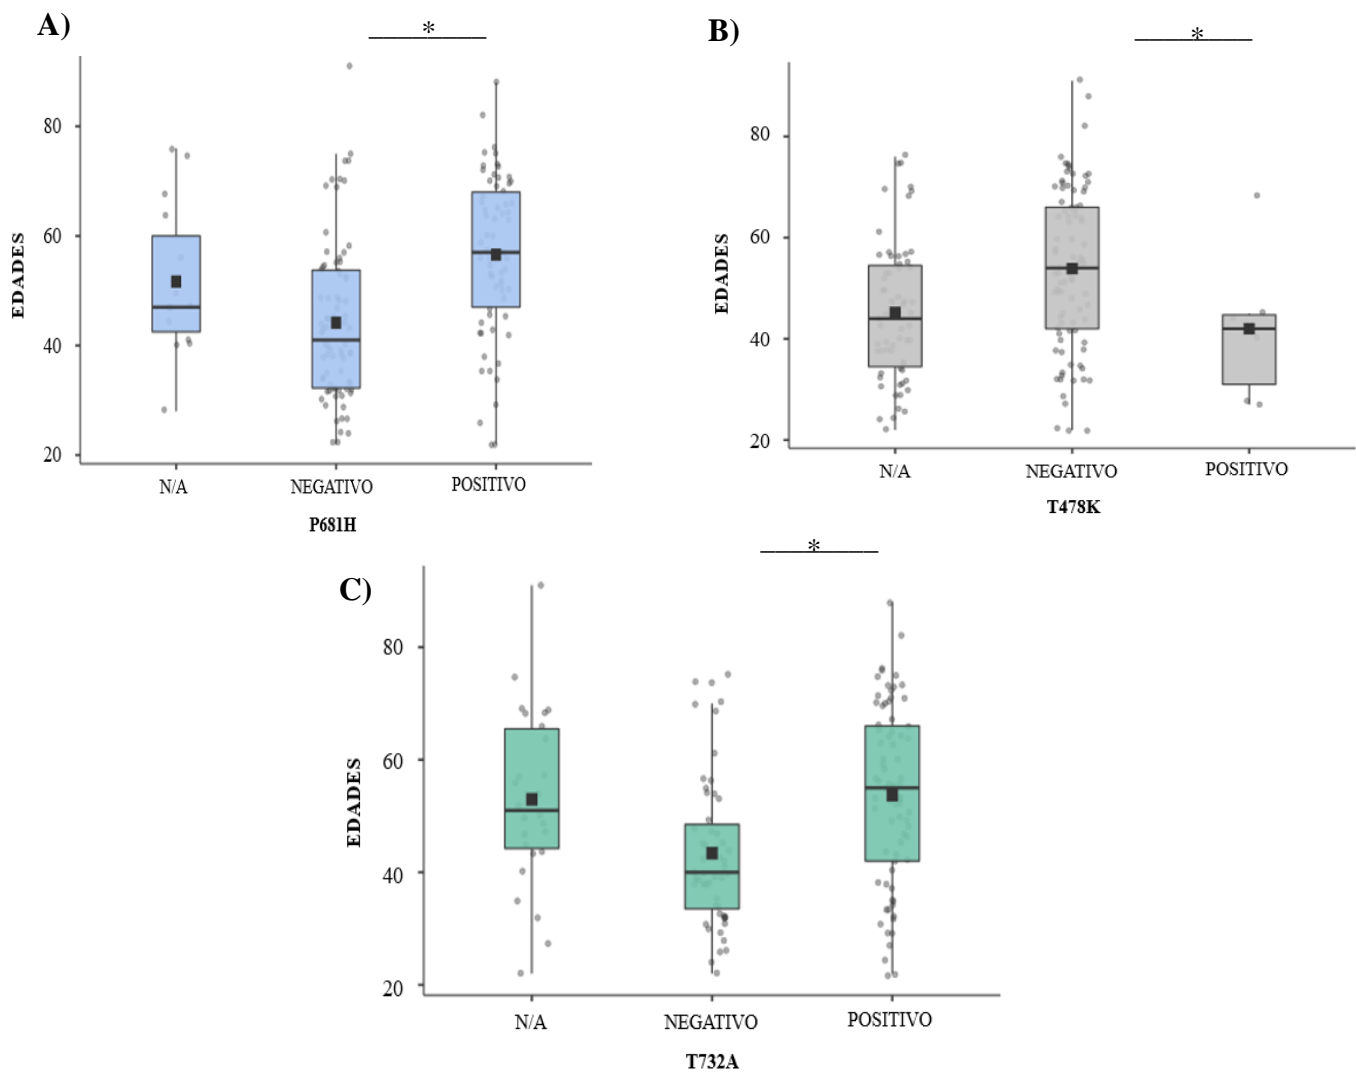 A)
*
80
60
40
20
EDADES
N/A
NEGATIVO
POSITIVO
P681H
B)
*
80
60
40
20
EDADES
N/A
NEGATIVO
POSITIVO
T478K
C)
*
80
60
40
20
EDADES
N/A
NEGATIVO
POSITIVO
T732A